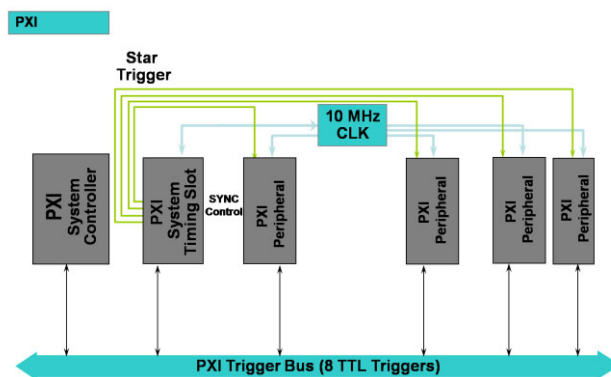 PXI
Star
Trigger
10 MHz
CLK
PXI
System
Controller
PXI
System
Timing Slot
SYNC
Control
PXI
Peripheral
PXI
Peripheral
PXI
Peripheral
PXI
Peripheral
PXI Trigger Bus (8 TTL Triggers)